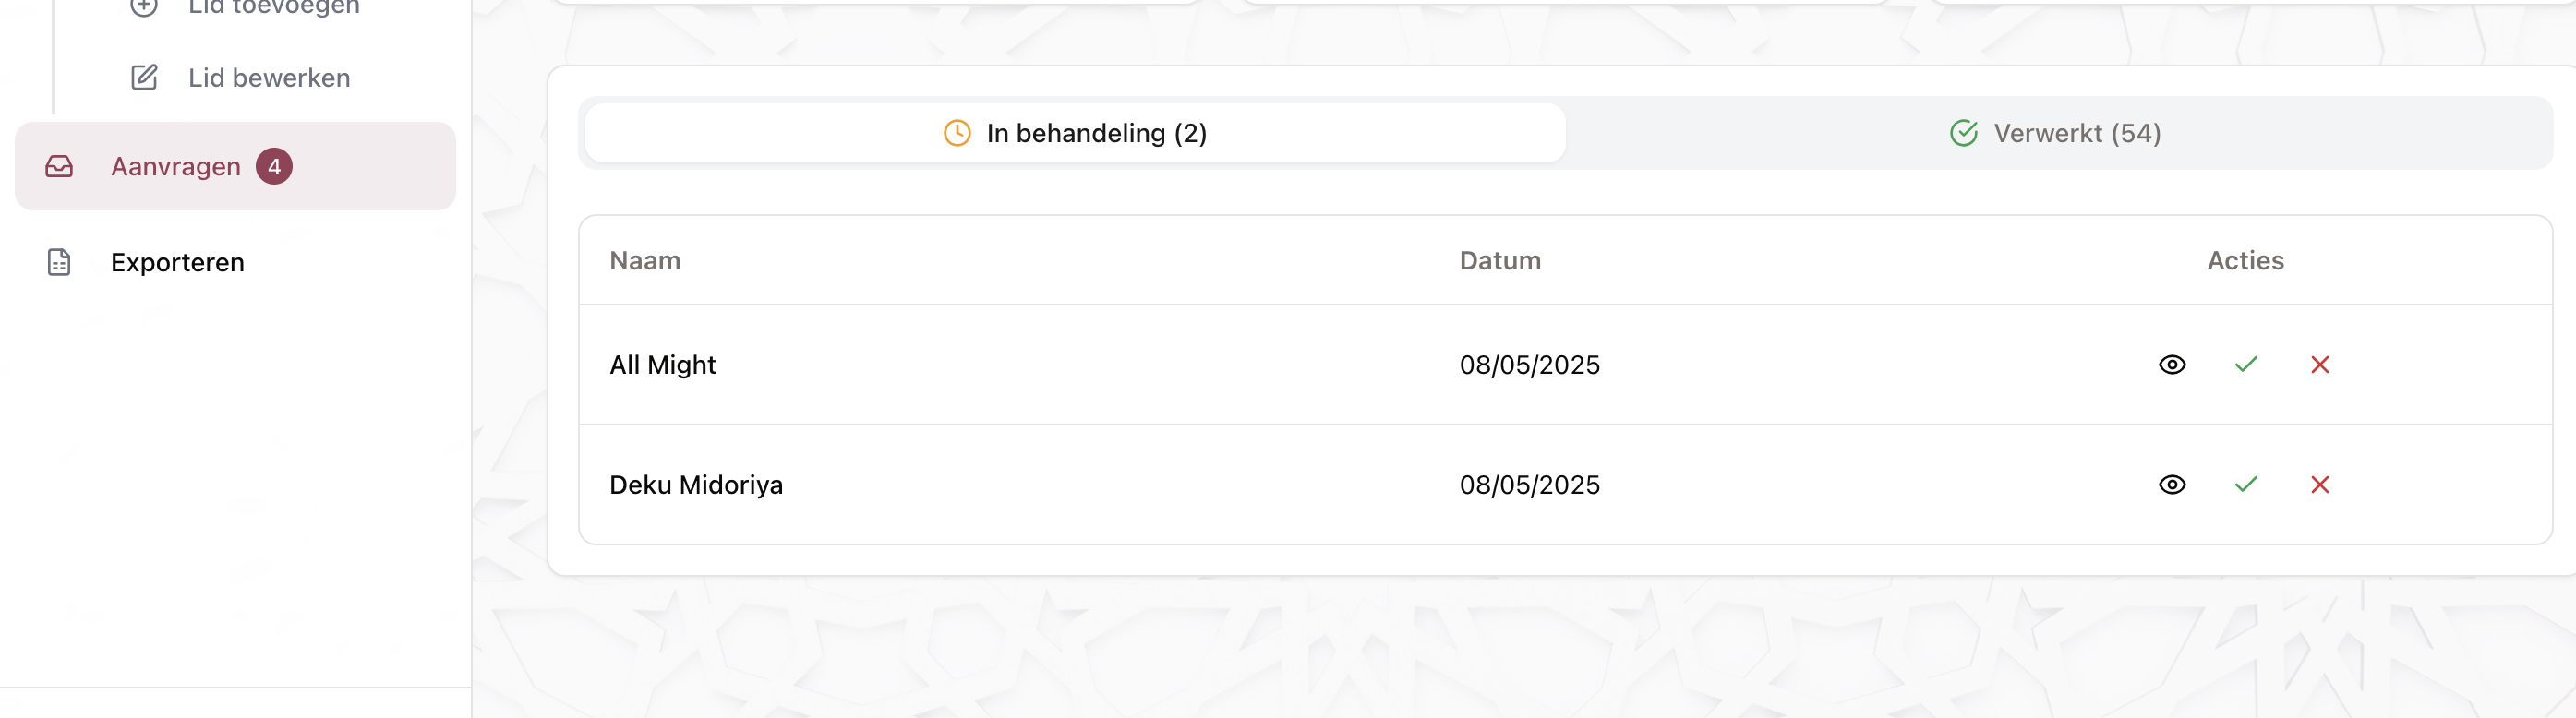 Lid toevoegen
Lid bewerken
Aanvragen 4
Exporteren
In behandeling (2)
Verwerkt (54)
Naam Datum Acties
All Might 08/05/2025
Deku Midoriya 08/05/2025